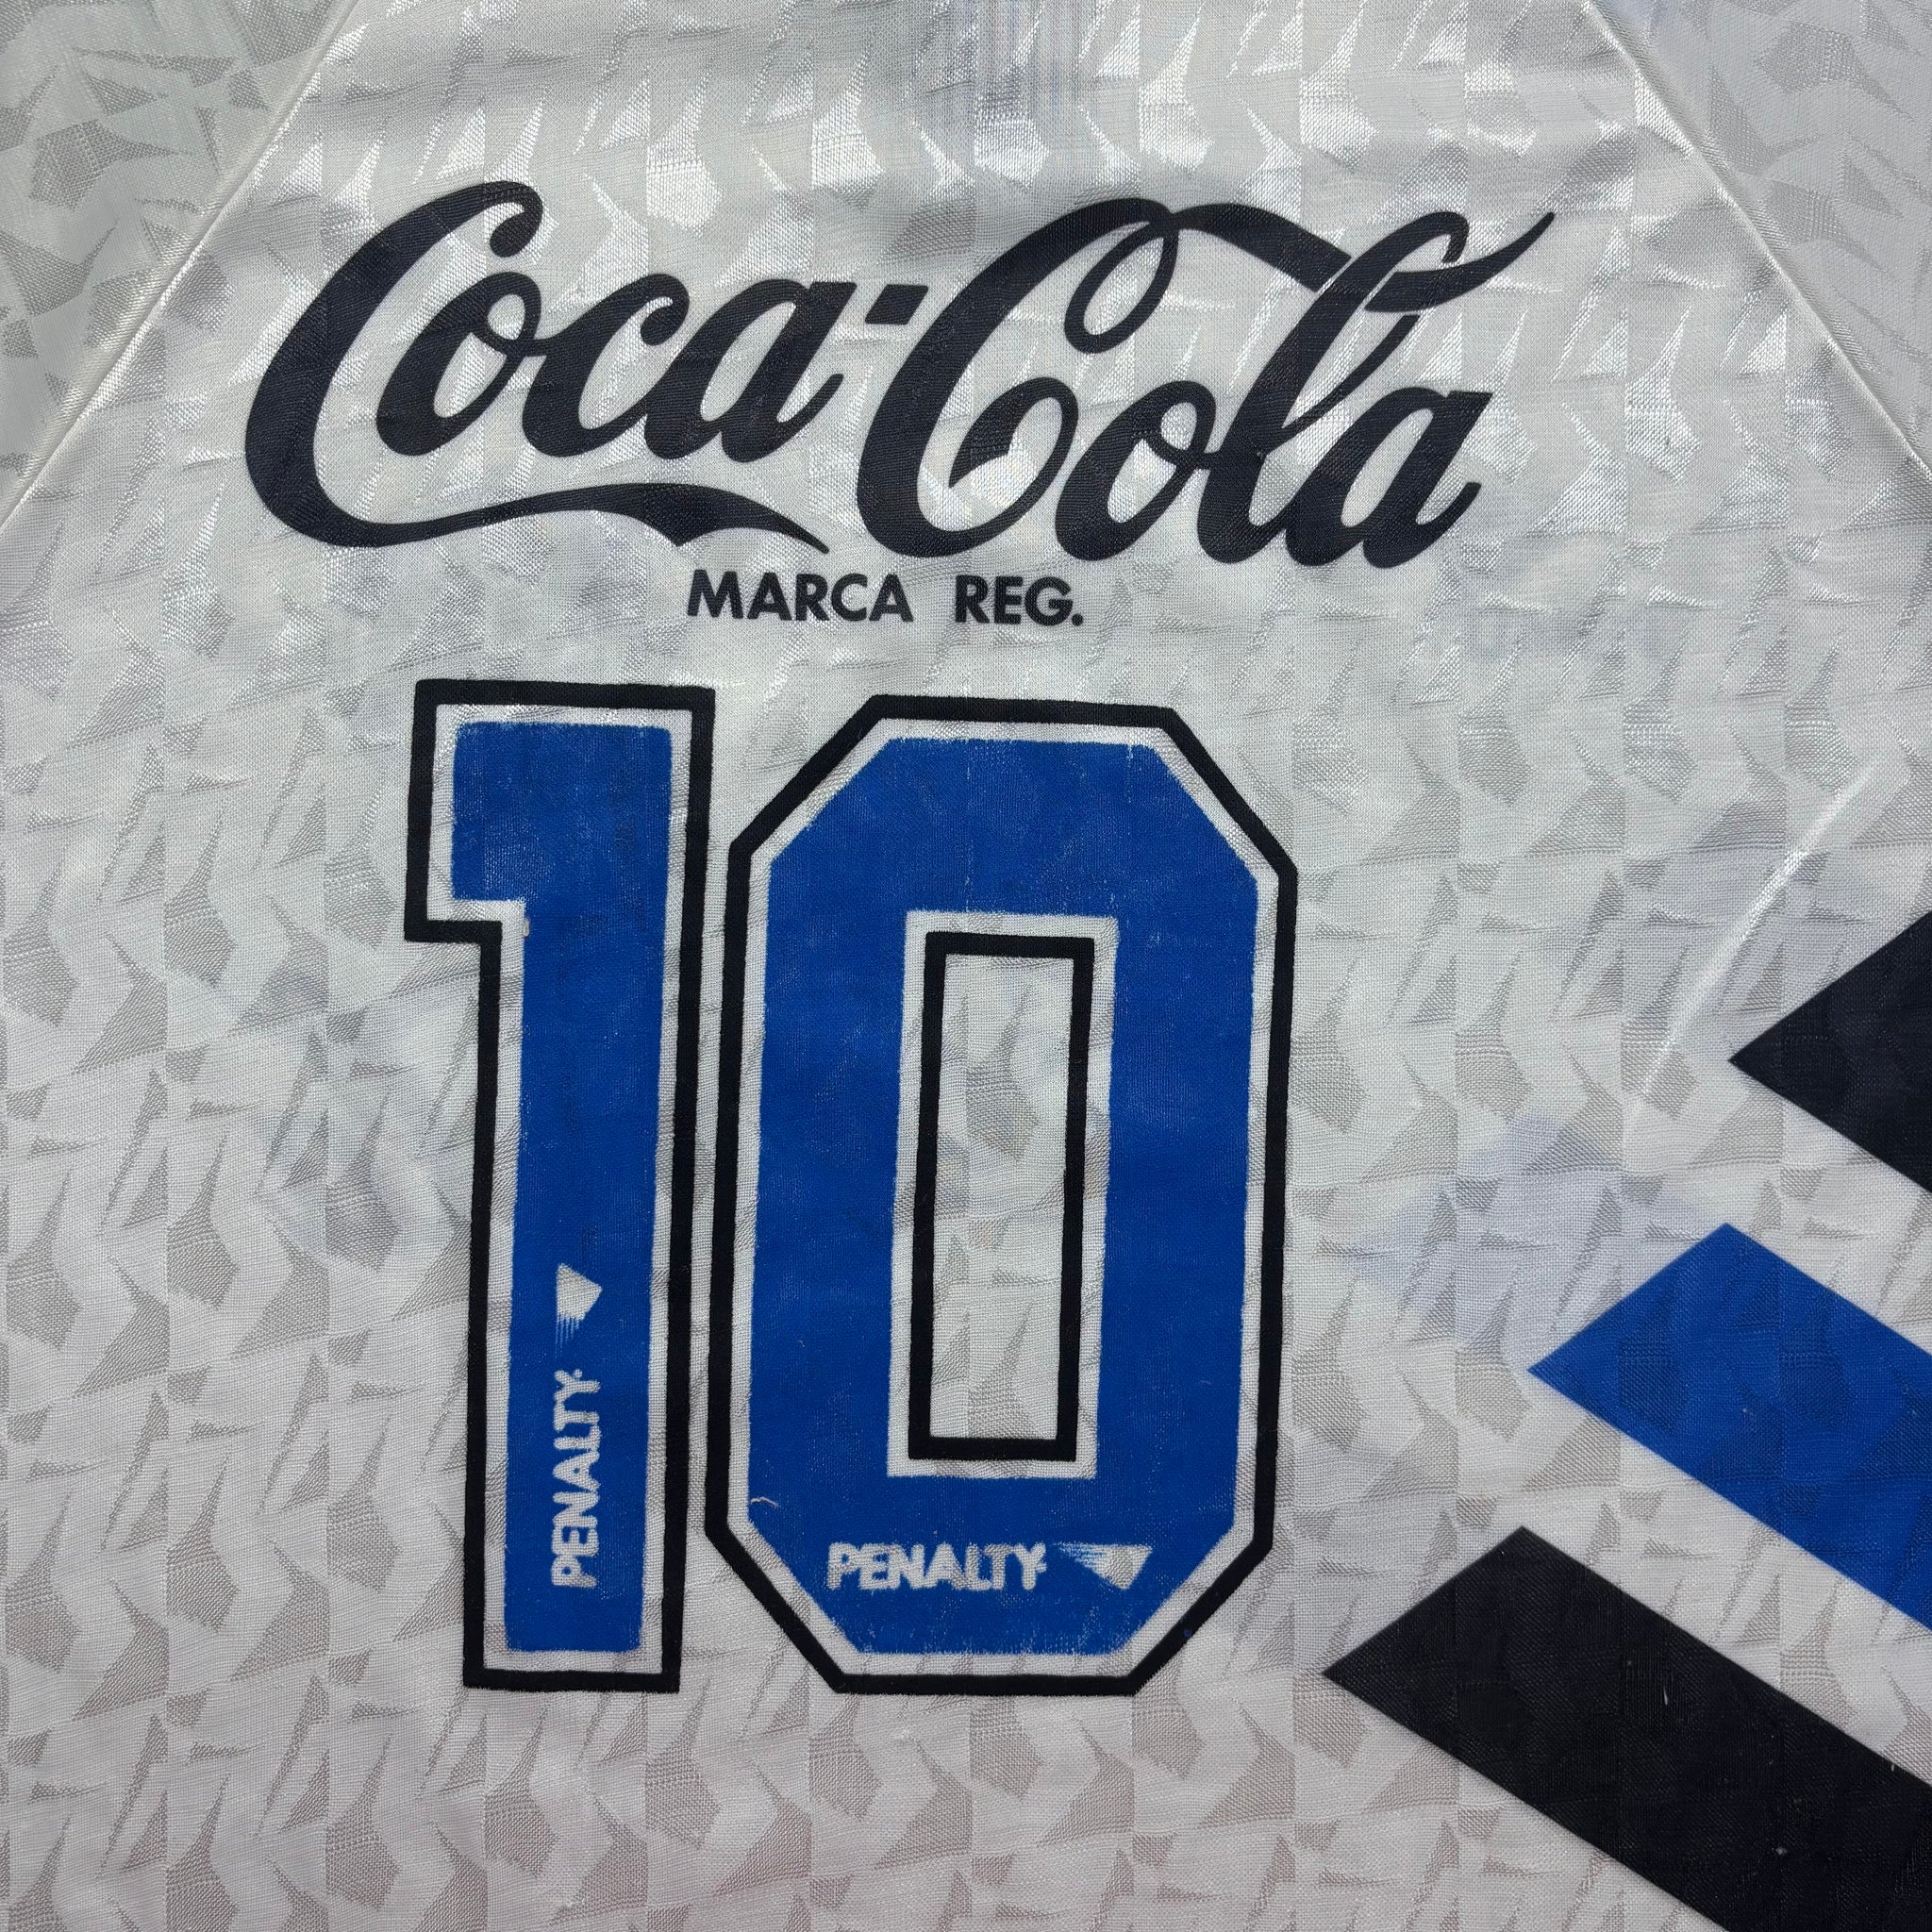 Coca-Cola
MARCA REG.
10
PENALTY
PENALTY